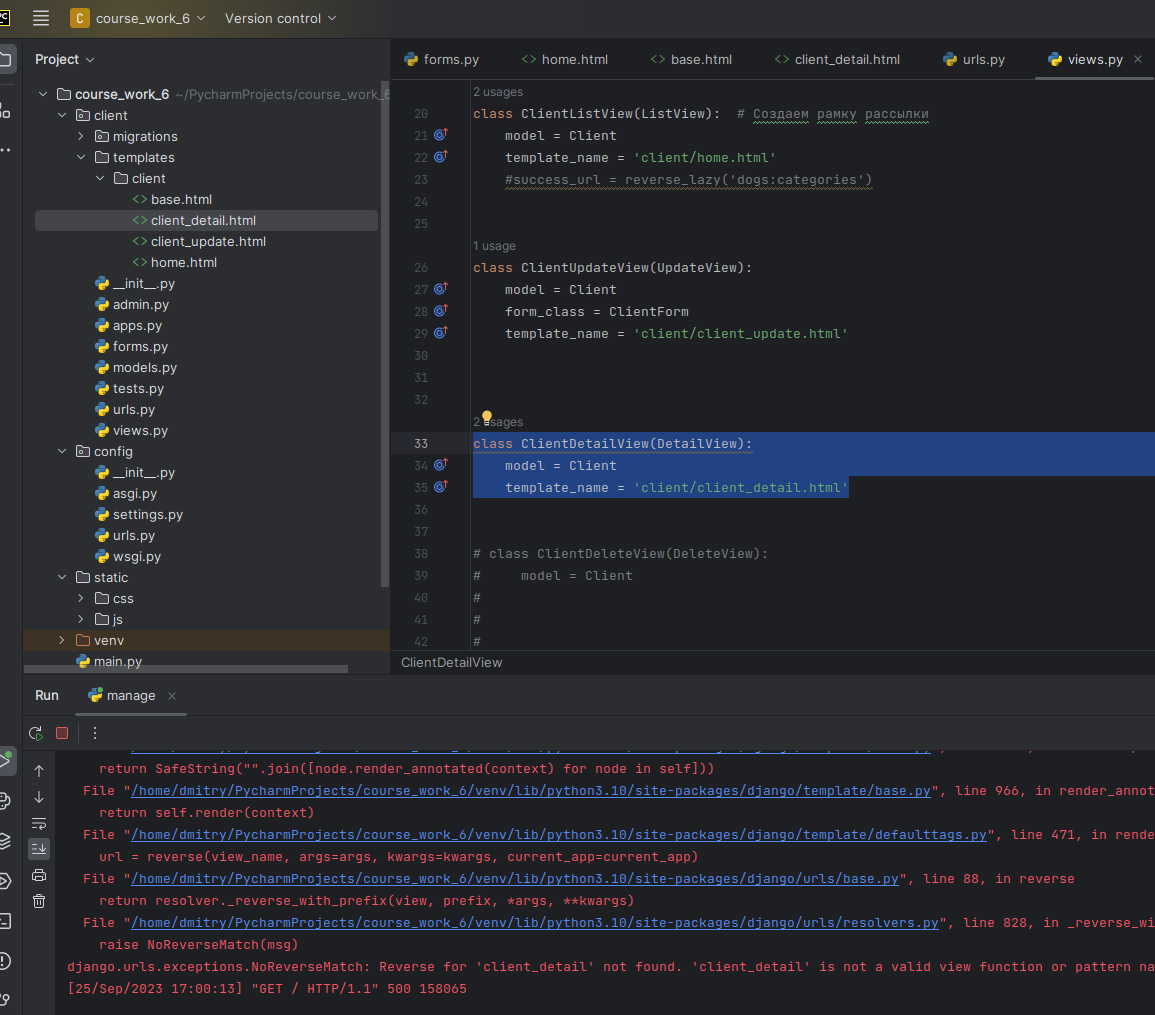 PC
C course_work_6 Version control
Project
course_work_6 ~/PycharmProjects/course_work_6
client
migrations
templates
client
<> base.html
<> client_detail.html
<> client_update.html
<> home.html
__init__.py
admin.py
apps.py
forms.py
models.py
tests.py
urls.py
views.py
config
__init__.py
asgi.py
settings.py
urls.py
wsgi.py
static
css
js
venv
main.py
forms.py <> home.html <> base.html <> client_detail.html urls.py views.py ×
2 usages
20 class ClientListView(ListView): # Создаем рамку рассылки
21 model = Client
22 template_name = 'client/home.html'
23 #success_url = reverse_lazy('dogs:categories')
24
25
1 usage
26 class ClientUpdateView(UpdateView):
27 model = Client
28 form_class = ClientForm
29 template_name = 'client/client_update.html'
30
31
32
2 usages
33 class ClientDetailView(DetailView):
34 model = Client
35 template_name = 'client/client_detail.html'
36
37
38 # class ClientDeleteView(DeleteView):
39 # model = Client
40 #
41 #
42 #
ClientDetailView
Run manage ×
return SafeString("".join([node.render_annotated(context) for node in self]))
File "/home/dmitry/PycharmProjects/course_work_6/venv/lib/python3.10/site-packages/django/template/base.py", line 966, in render_annot
return self.render(context)
File "/home/dmitry/PycharmProjects/course_work_6/venv/lib/python3.10/site-packages/django/template/defaulttags.py", line 471, in rende
url = reverse(view_name, args=args, kwargs=kwargs, current_app=current_app)
File "/home/dmitry/PycharmProjects/course_work_6/venv/lib/python3.10/site-packages/django/urls/base.py", line 88, in reverse
return resolver._reverse_with_prefix(view, prefix, *args, **kwargs)
File "/home/dmitry/PycharmProjects/course_work_6/venv/lib/python3.10/site-packages/django/urls/resolvers.py", line 828, in _reverse_wi
raise NoReverseMatch(msg)
django.urls.exceptions.NoReverseMatch: Reverse for 'client_detail' not found. 'client_detail' is not a valid view function or pattern na
[25/Sep/2023 17:00:13] "GET / HTTP/1.1" 500 158065